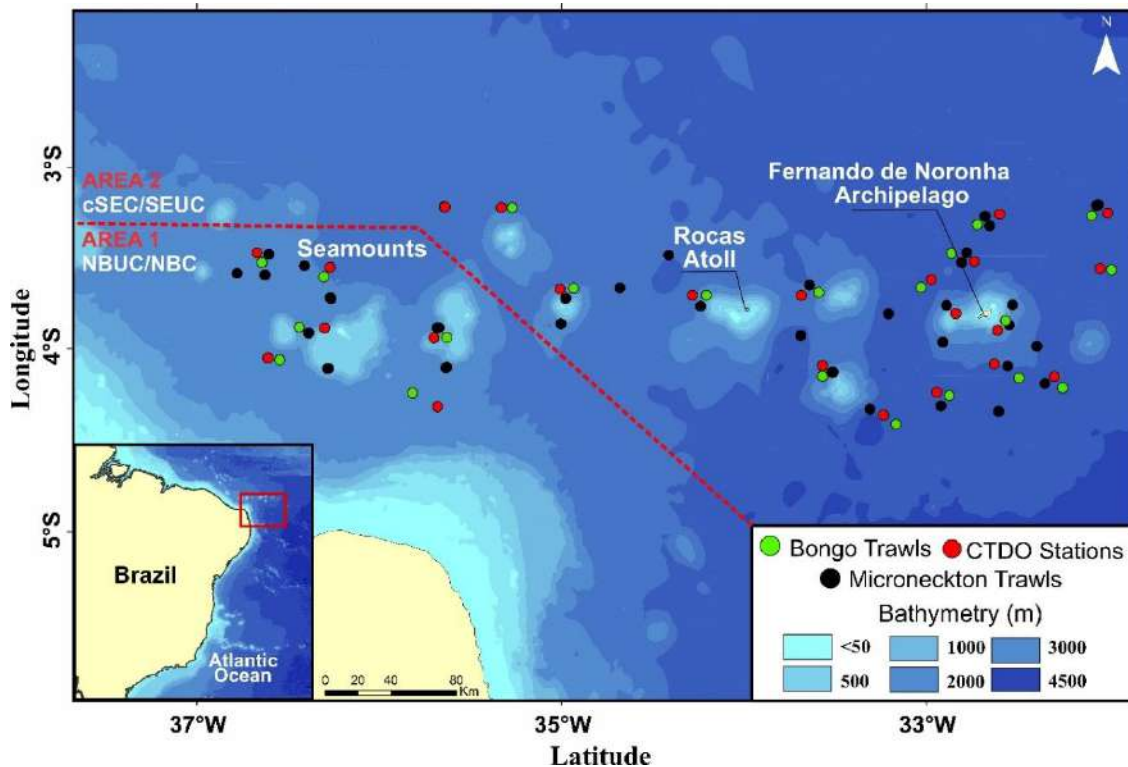 N
3°S
AREA 2
cSEC/SEUC
AREA 1
NBUC/NBC
Seamounts
Rocas
Atoll
Fernando de Noronha
Archipelago
4°S
5°S
Longitude
Brazil
Atlantic
Ocean
0 20 40 80
Km
Bongo Trawls CTDO Stations
Microneckton Trawls
Bathymetry (m)
<50 1000 3000
500 2000 4500
37°W 35°W 33°W
Latitude